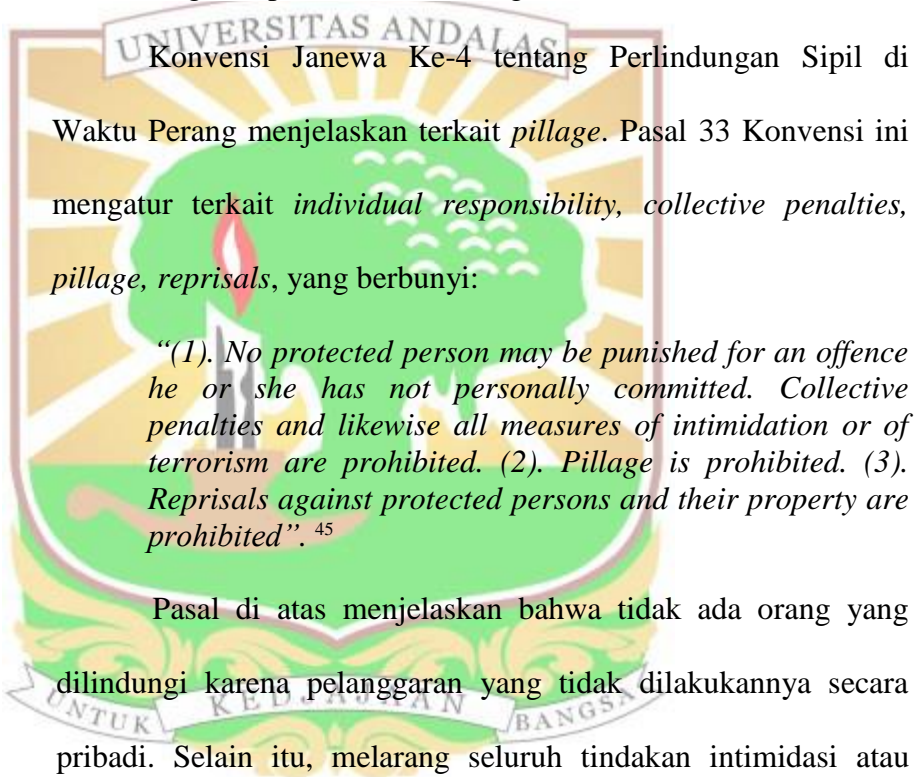 UNIVERSITAS ANDALAS
Konvensi Janewa Ke-4 tentang Perlindungan Sipil di
Waktu Perang menjelaskan terkait pillage. Pasal 33 Konvensi ini
mengatur terkait individual responsibility, collective penalties,
pillage, reprisals, yang berbunyi:
“(1). No protected person may be punished for an offence
he or she has not personally committed. Collective
penalties and likewise all measures of intimidation or of
terrorism are prohibited. (2). Pillage is prohibited. (3).
Reprisals against protected persons and their property are
prohibited”. 45
Pasal di atas menjelaskan bahwa tidak ada orang yang
dilindungi karena pelanggaran yang tidak dilakukannya secara
UNTUK KEDJAJAAN BANGSA
pribadi. Selain itu, melarang seluruh tindakan intimidasi atau